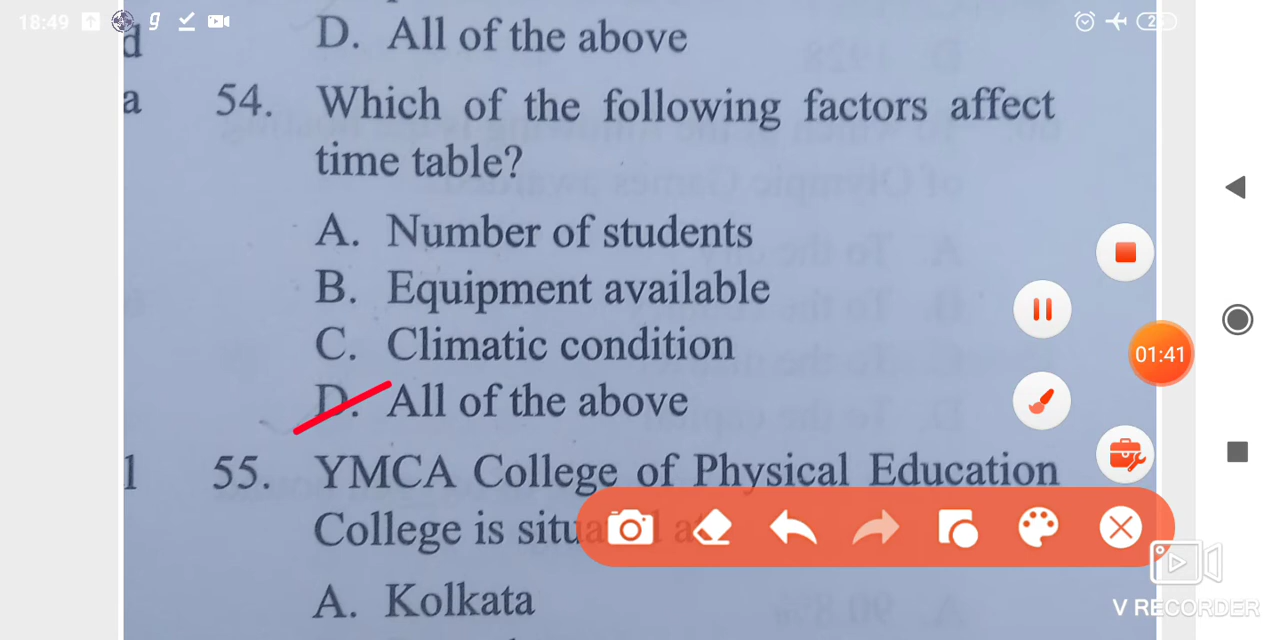 18:49
D. All of the above
54. Which of the following factors affect
time table?
A. Number of students
B. Equipment available
C. Climatic condition
D. All of the above
55. YMCA College of Physical Education
College is situated at
A. Kolkata
d
a
l
01:41
V RECORDER